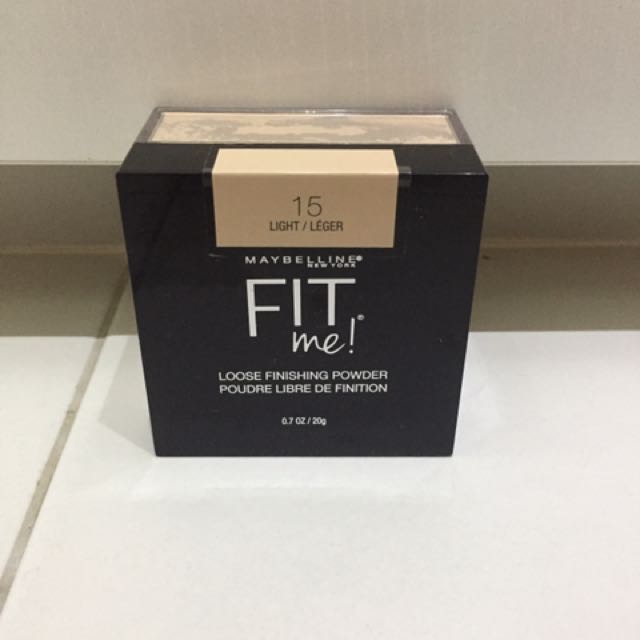 15
LIGHT / LÉGER
MAYBELLINE®
NEW YORK
FIT
me!®
LOOSE FINISHING POWDER
POUDRE LIBRE DE FINITION
0.7 OZ / 20g